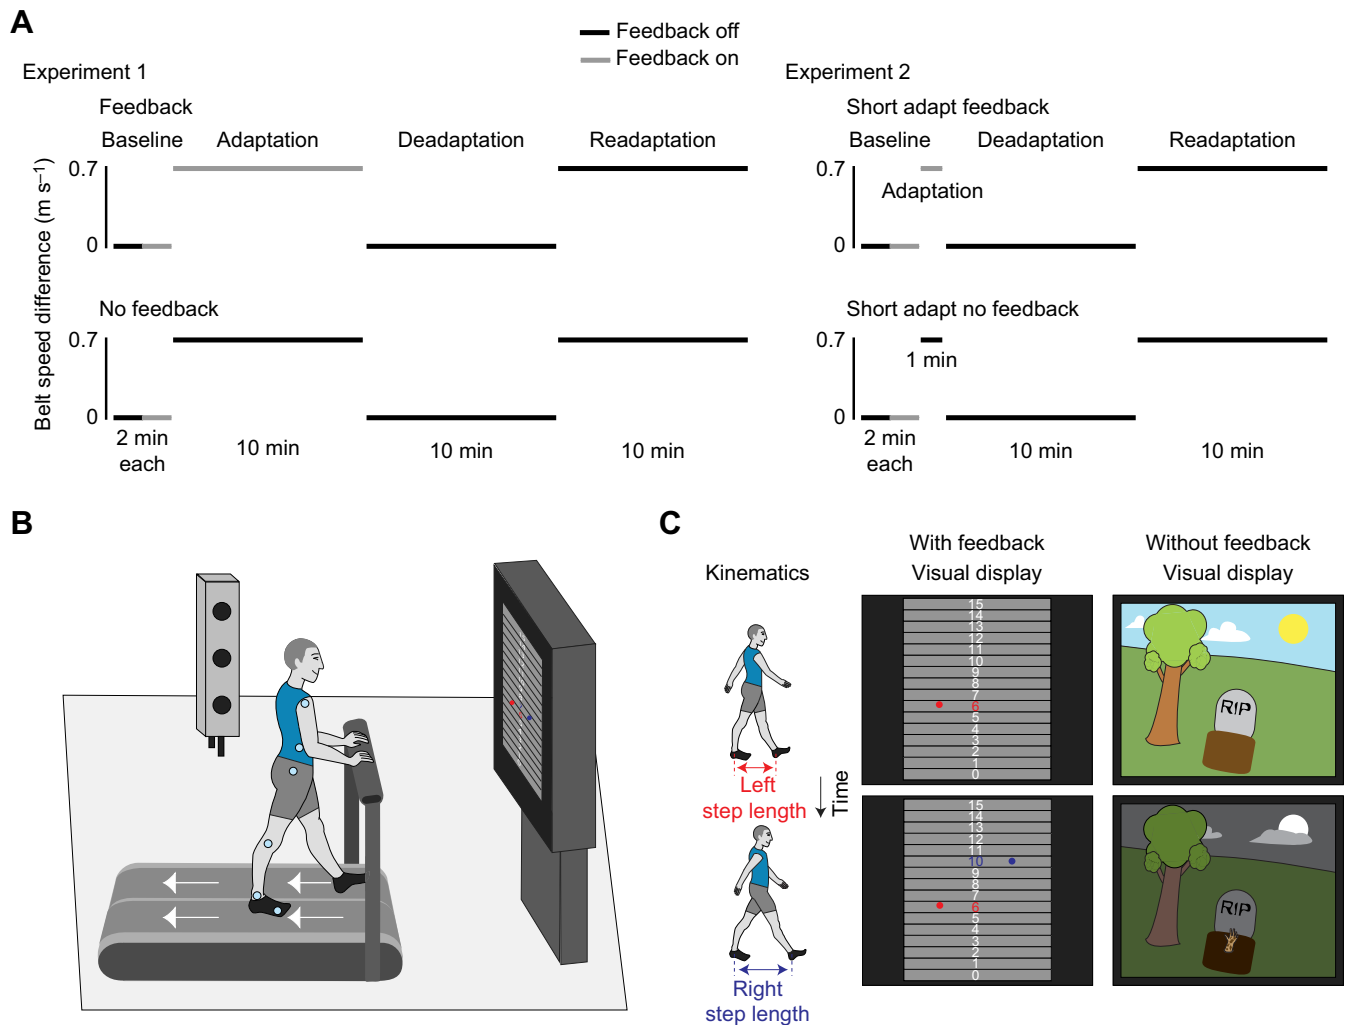 A
Feedback off
Feedback on
Experiment 1
Experiment 2
Feedback
Short adapt feedback
Baseline
Adaptation
Deadaptation
Readaptation
Baseline
Deadaptation
Readaptation
Belt speed difference (m s⁻¹)
0.7
0
0.7
Adaptation
0
No feedback
Short adapt no feedback
0.7
0
0.7
1 min
0
2 min
each
10 min
10 min
10 min
2 min
each
10 min
10 min
B
C
Kinematics
With feedback
Visual display
Without feedback
Visual display
Left
step length
Time
Right
step length
15
14
13
12
11
10
9
8
7
6
5
4
3
2
1
0
RIP
15
14
13
12
11
10
9
8
7
6
5
4
3
2
1
0
RIP